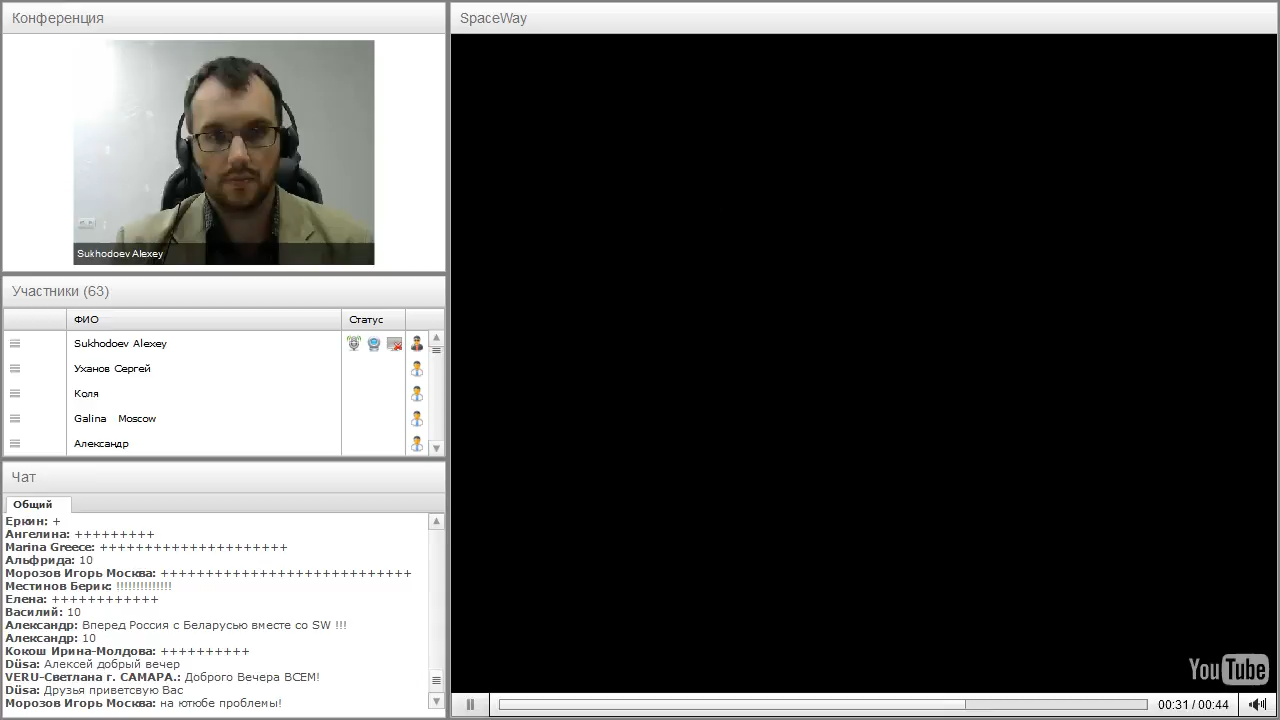 Конференция
SpaceWay
Sukhodoev Alexey
Участники (63)
ФИО
Статус
Sukhodoev Alexey
Уханов Сергей
Коля
Galina Moscow
Александр
Чат
Общий
Еркин: +
Ангелина: +++++++++
Marina Greece: +++++++++++++++++++++
Альфрида: 10
Морозов Игорь Москва: ++++++++++++++++++++++++++++
Местинов Берик: !!!!!!!!!!!!!!
Елена: ++++++++++++
Василий: 10
Александр: Вперед Россия с Беларусью вместе со SW !!!
Александр: 10
Кокош Ирина-Молдова: ++++++++++
Düsa: Алексей добрый вечер
VERU-Светлана г. САМАРА.: Доброго Вечера ВСЕМ!
Düsa: Друзья приветсвую Вас
Морозов Игорь Москва: на ютюбе проблемы!
YouTube
00:31 / 00:44